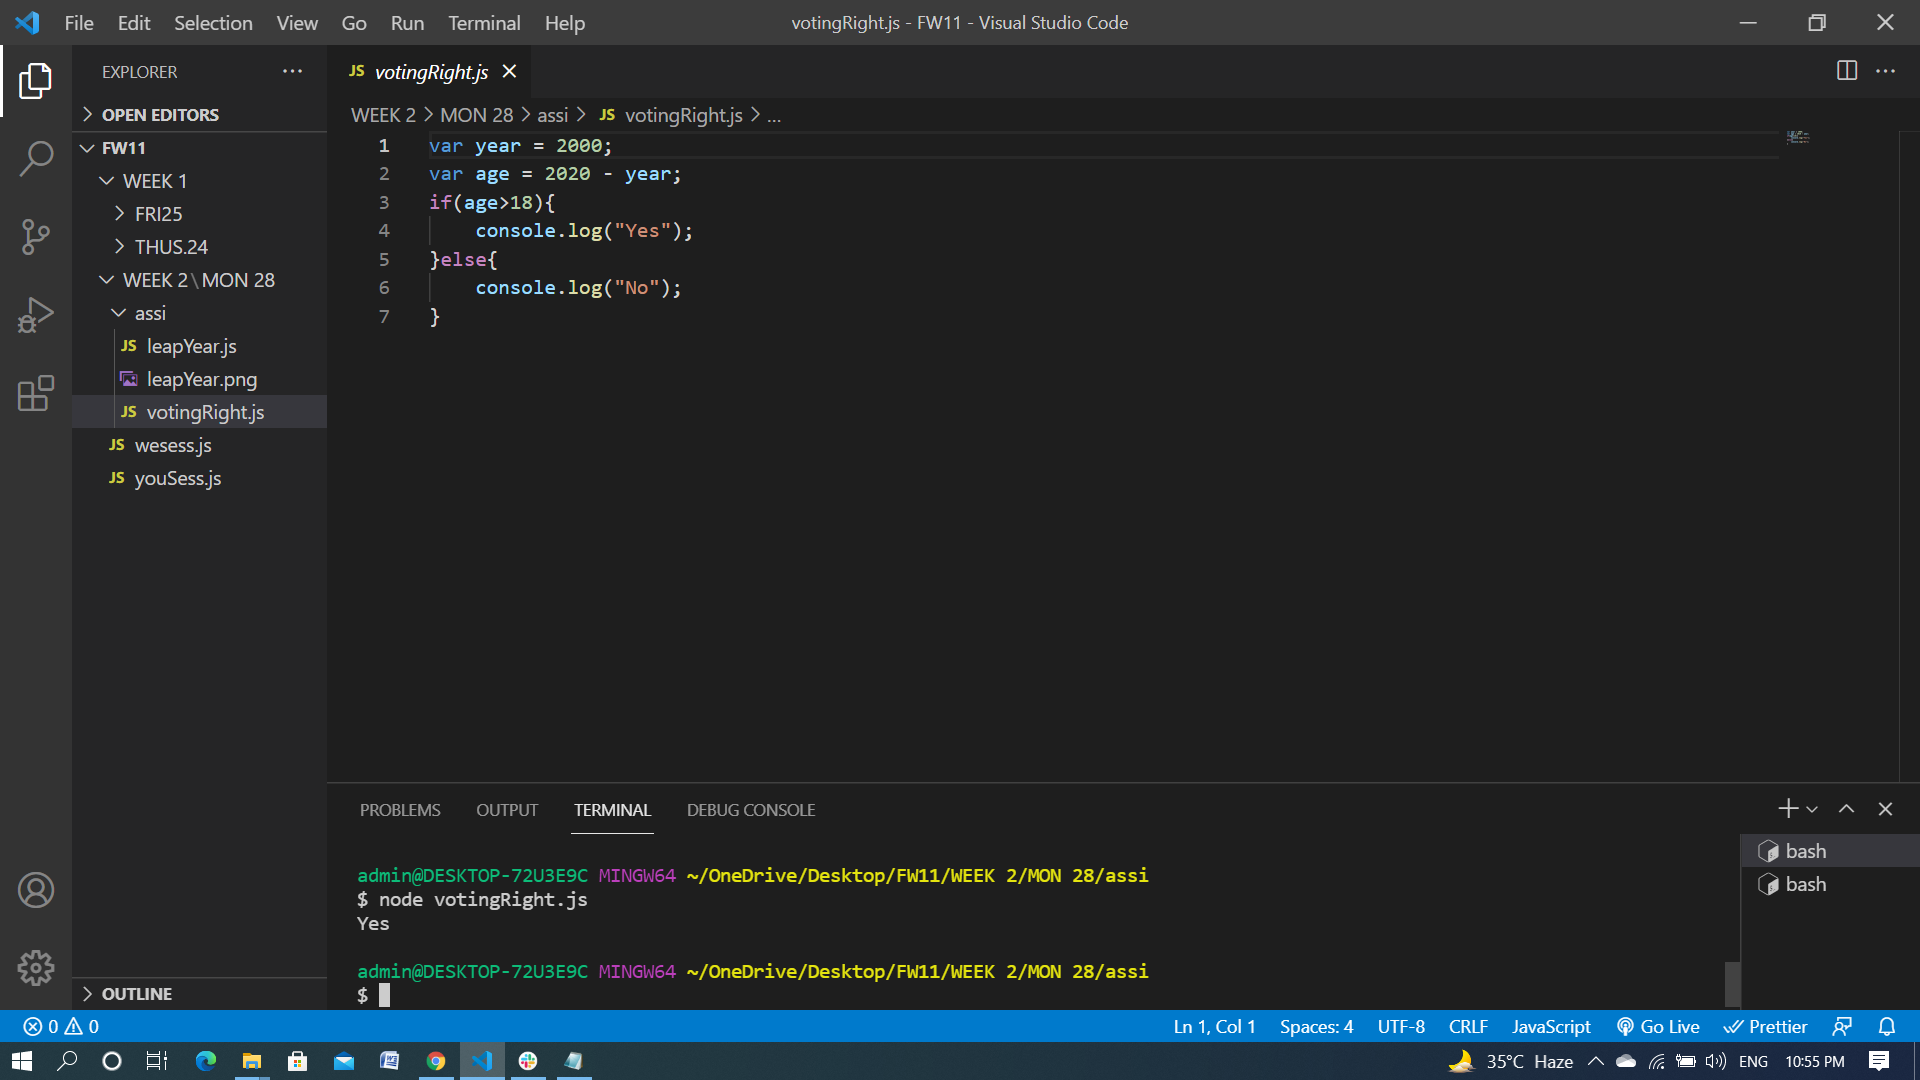 File Edit Selection View Go Run Terminal Help votingRight.js - FW11 - Visual Studio Code
EXPLORER
OPEN EDITORS
FW11
WEEK 1
FRI25
THUS.24
WEEK 2\MON 28
assi
JS leapYear.js
leapYear.png
JS votingRight.js
JS wesess.js
JS youSess.js
OUTLINE
JS votingRight.js
WEEK 2 > MON 28 > assi > JS votingRight.js > ...
1 var year = 2000;
2 var age = 2020 - year;
3 if(age>18){
4     console.log("Yes");
5 }else{
6     console.log("No");
7 }
PROBLEMS OUTPUT TERMINAL DEBUG CONSOLE
admin@DESKTOP-72U3E9C MINGW64 ~/OneDrive/Desktop/FW11/WEEK 2/MON 28/assi
$ node votingRight.js
Yes
admin@DESKTOP-72U3E9C MINGW64 ~/OneDrive/Desktop/FW11/WEEK 2/MON 28/assi
$
bash
bash
0 0 Ln 1, Col 1 Spaces: 4 UTF-8 CRLF JavaScript Go Live Prettier
35°C Haze ENG 10:55 PM